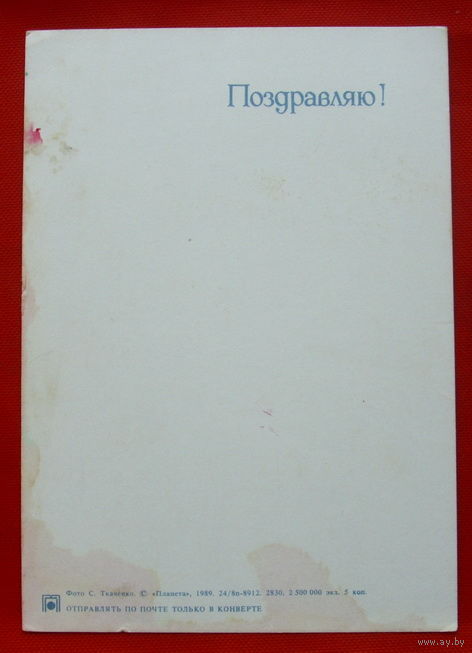 Поздравляю!
Фото С. Ткаченко. © «Планета», 1989. 24/8п-8912. 2830. 2 500 000 экз. 5 коп.
ОТПРАВЛЯТЬ ПО ПОЧТЕ ТОЛЬКО В КОНВЕРТЕ
www.ay.by